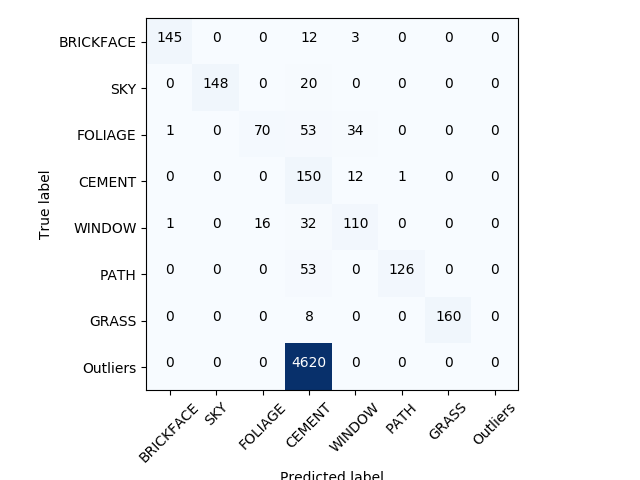 BRICKFACE 145 0 0 12 3 0 0 0
SKY 0 148 0 20 0 0 0 0
FOLIAGE 1 0 70 53 34 0 0 0
CEMENT 0 0 0 150 12 1 0 0
WINDOW 1 0 16 32 110 0 0 0
PATH 0 0 0 53 0 126 0 0
GRASS 0 0 0 8 0 0 160 0
Outliers 0 0 0 4620 0 0 0 0
True label
BRICKFACE SKY FOLIAGE CEMENT WINDOW PATH GRASS Outliers
Predicted label